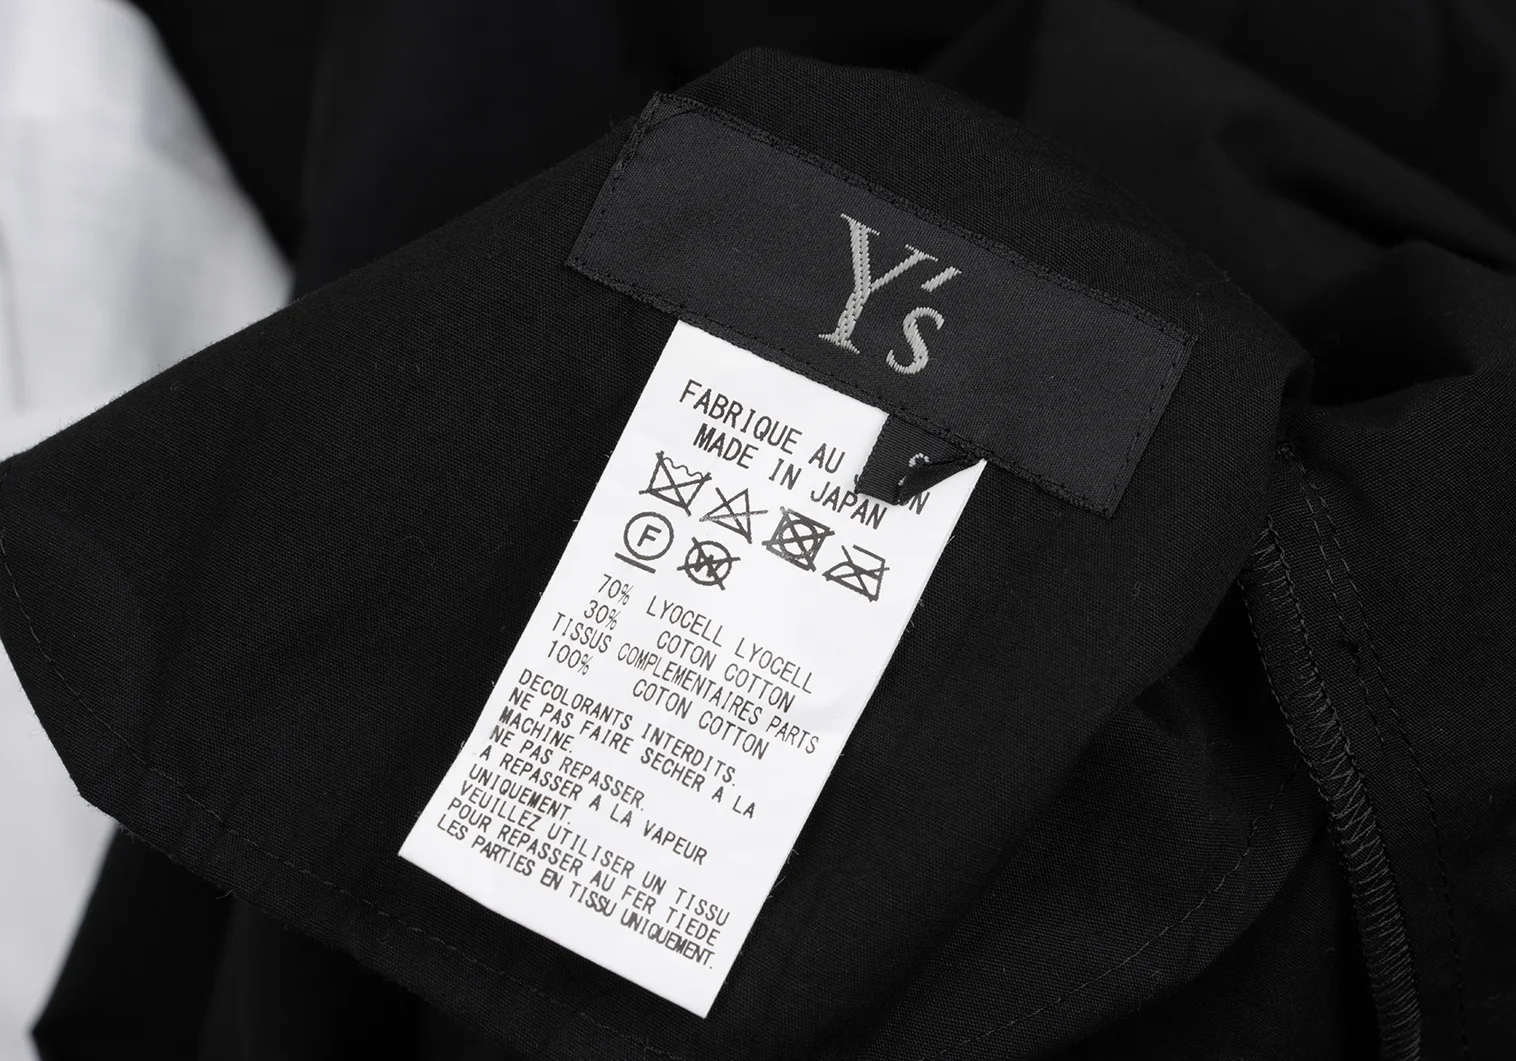 Y's
FABRIQUE AU
MADE IN JAPAN
F
W
70% LYOCELL LYOCELL
30% COTON COTTON
TISSUS COMPLEMENTAIRES PARTS
100% COTON COTTON
DECOLORANTS INTERDITS.
NE PAS FAIRE SECHER A LA
MACHINE.
NE PAS REPASSER.
A REPASSER A LA VAPEUR
UNIQUEMENT.
VEUILLEZ UTILISER UN TISSU
POUR REPASSER AU FER TIEDE
LES PARTIES EN TISSU UNIQUEMENT.